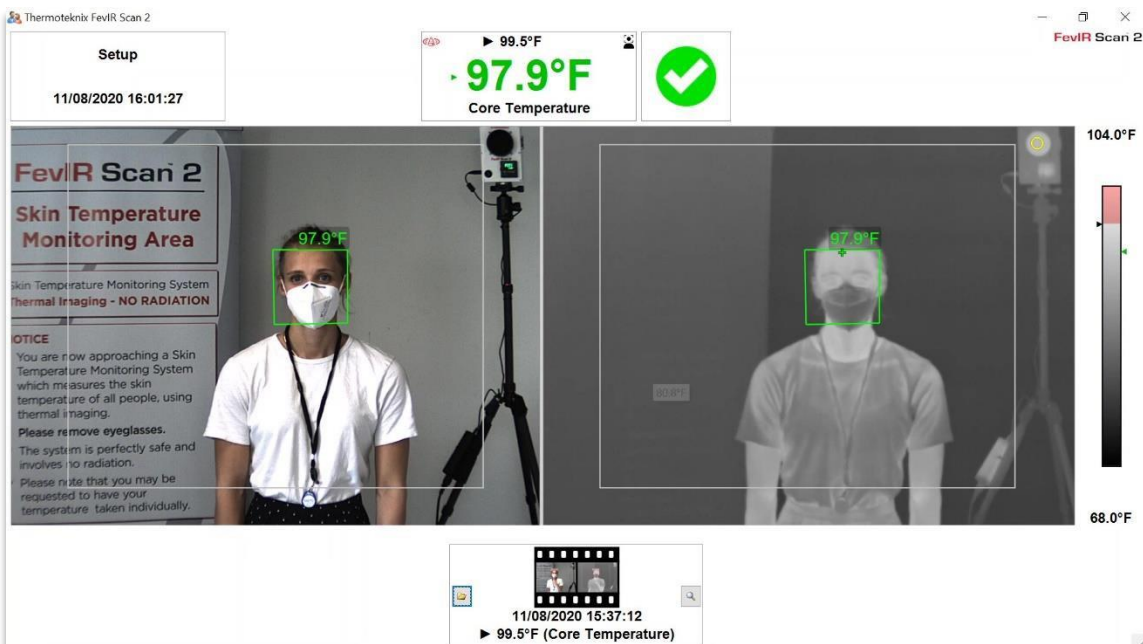 Thermoteknix FevIR Scan 2
FevIR Scan 2
Setup
11/08/2020 16:01:27
► 99.5°F
97.9°F
Core Temperature
104.0°F
68.0°F
FevIR Scan 2
Skin Temperature
Monitoring Area
Skin Temperature Monitoring System
Thermal Imaging - NO RADIATION
NOTICE
You are now approaching a Skin
Temperature Monitoring System
which measures the skin
temperature of all people, using
thermal imaging.
Please remove eyeglasses.
The system is perfectly safe and
involves no radiation.
Please note that you may be
requested to have your
temperature taken individually.
97.9°F
97.9°F
80.8°F
11/08/2020 15:37:12
► 99.5°F (Core Temperature)